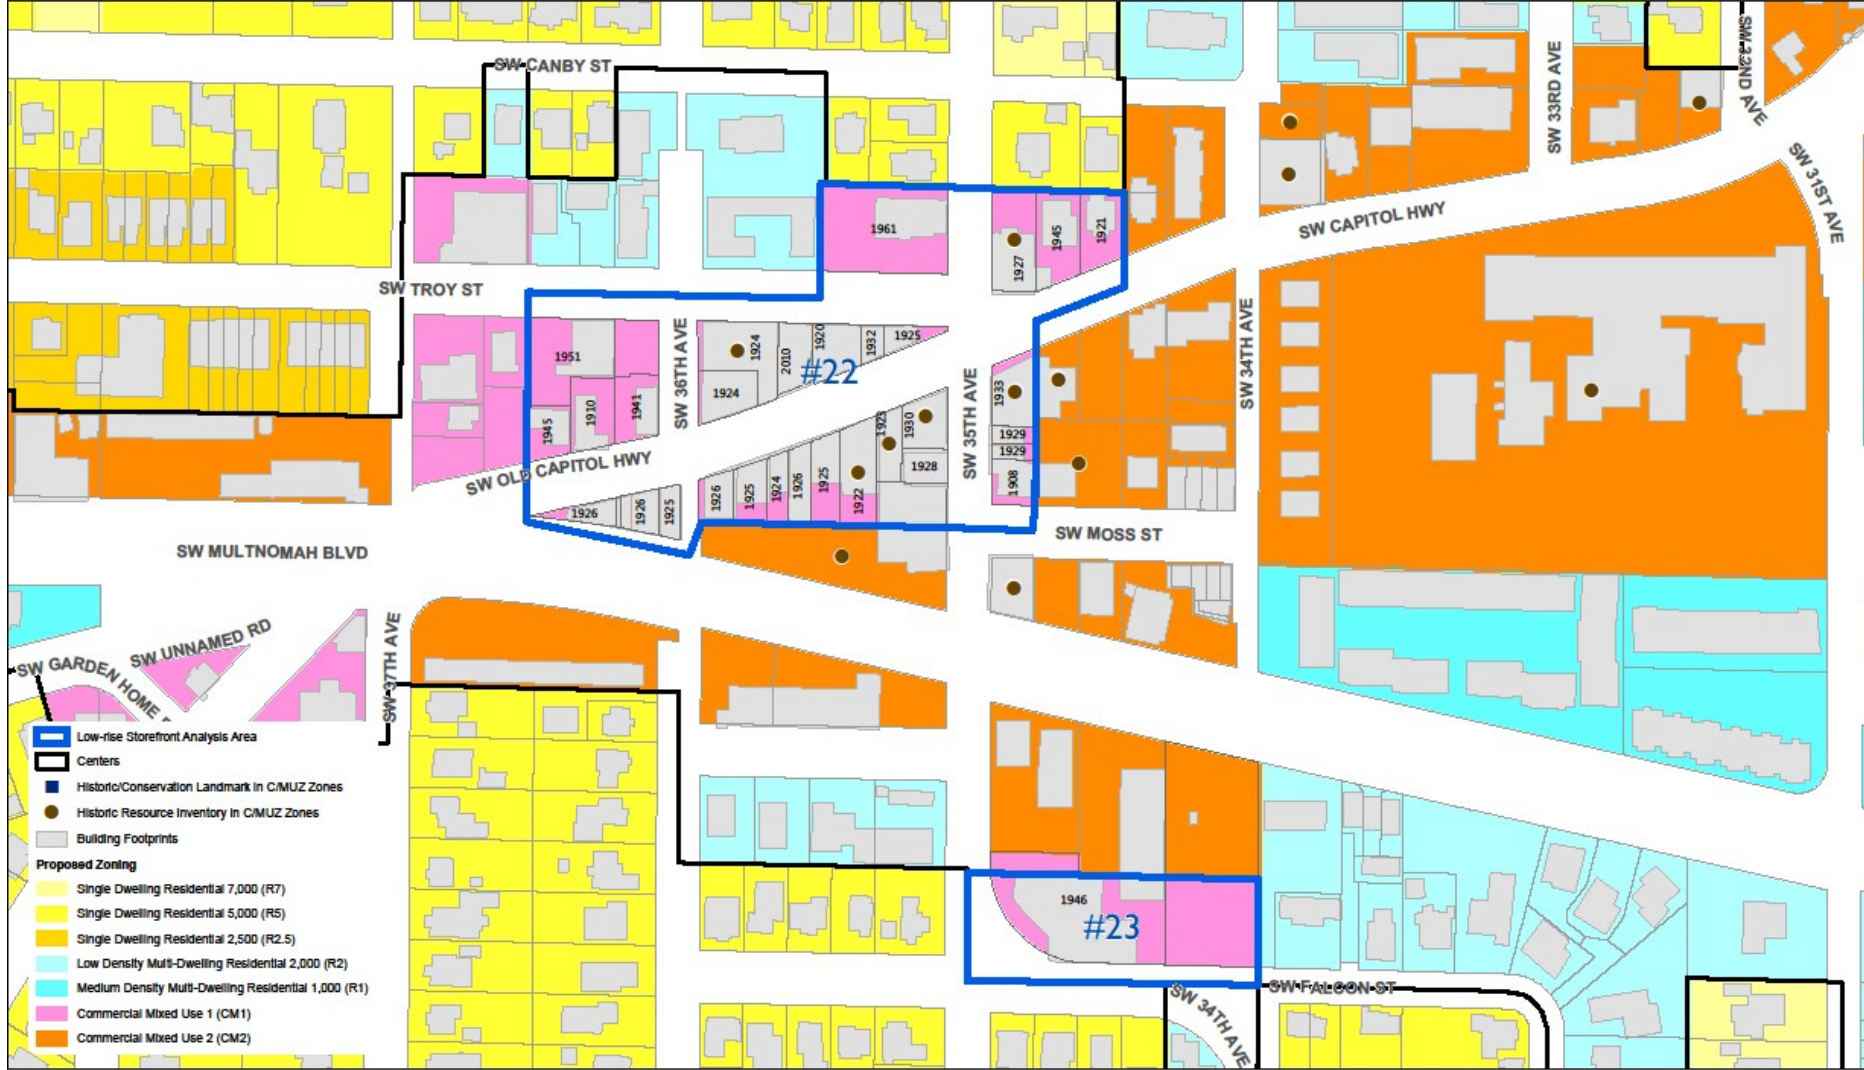 SW CANBY ST
SW 33RD AVE
SW 32ND AVE
SW 31ST AVE
SW CAPITOL HWY
1961
1927
1945
1921
SW TROY ST
SW 36TH AVE
SW 34TH AVE
1951
1924
2010
1920
1932
1925
#22
1924
1945
1910
1941
SW 35TH AVE
1933
1929
1929
1908
1923
1930
1928
SW OLD CAPITOL HWY
1926
1926
1925
1926
1925
1924
1926
1925
1922
SW MOSS ST
SW MULTNOMAH BLVD
SW UNNAMED RD
SW GARDEN HOME
SW 37TH AVE
1946
#23
SW FALCON ST
SW 34TH AVE
Low-rise Storefront Analysis Area
Centers
Historic/Conservation Landmark in C/MUZ Zones
Historic Resource Inventory in C/MUZ Zones
Building Footprints
Proposed Zoning
Single Dwelling Residential 7,000 (R7)
Single Dwelling Residential 5,000 (R5)
Single Dwelling Residential 2,500 (R2.5)
Low Density Multi-Dwelling Residential 2,000 (R2)
Medium Density Multi-Dwelling Residential 1,000 (R1)
Commercial Mixed Use 1 (CM1)
Commercial Mixed Use 2 (CM2)